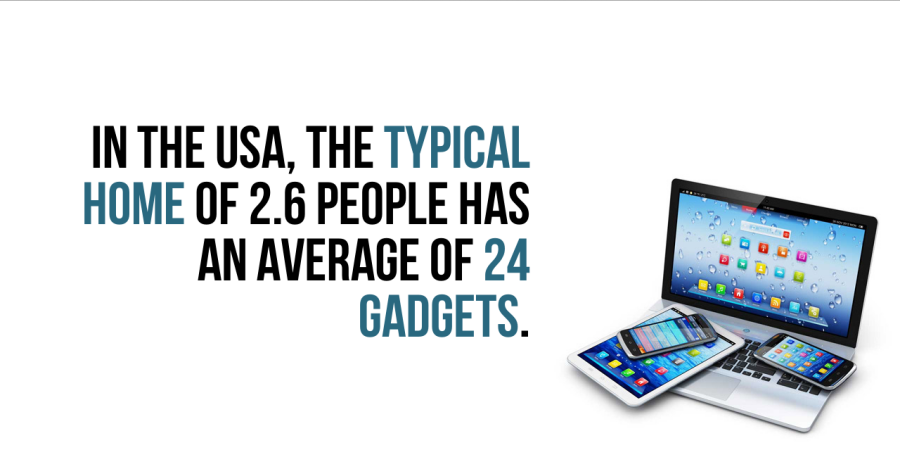 IN THE USA, THE TYPICAL
HOME OF 2.6 PEOPLE HAS
AN AVERAGE OF 24
GADGETS.